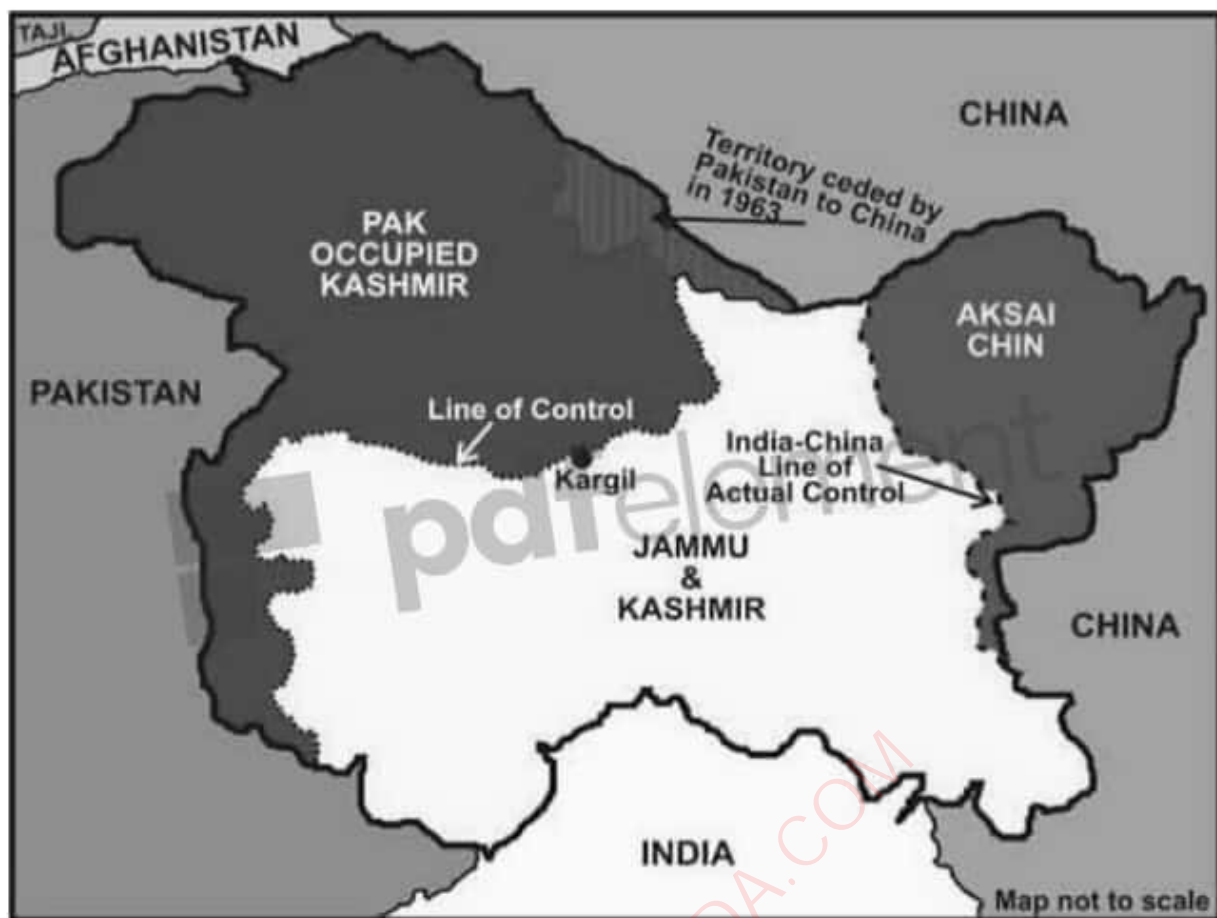 TAJI.
AFGHANISTAN
CHINA
Territory ceded by
Pakistan to China
in 1963
PAK
OCCUPIED
KASHMIR
AKSAI
CHIN
PAKISTAN
Line of Control
India-China
Line of
Actual Control
Kargil
pdfelement
JAMMU
&
KASHMIR
CHINA
INDIA
Map not to scale